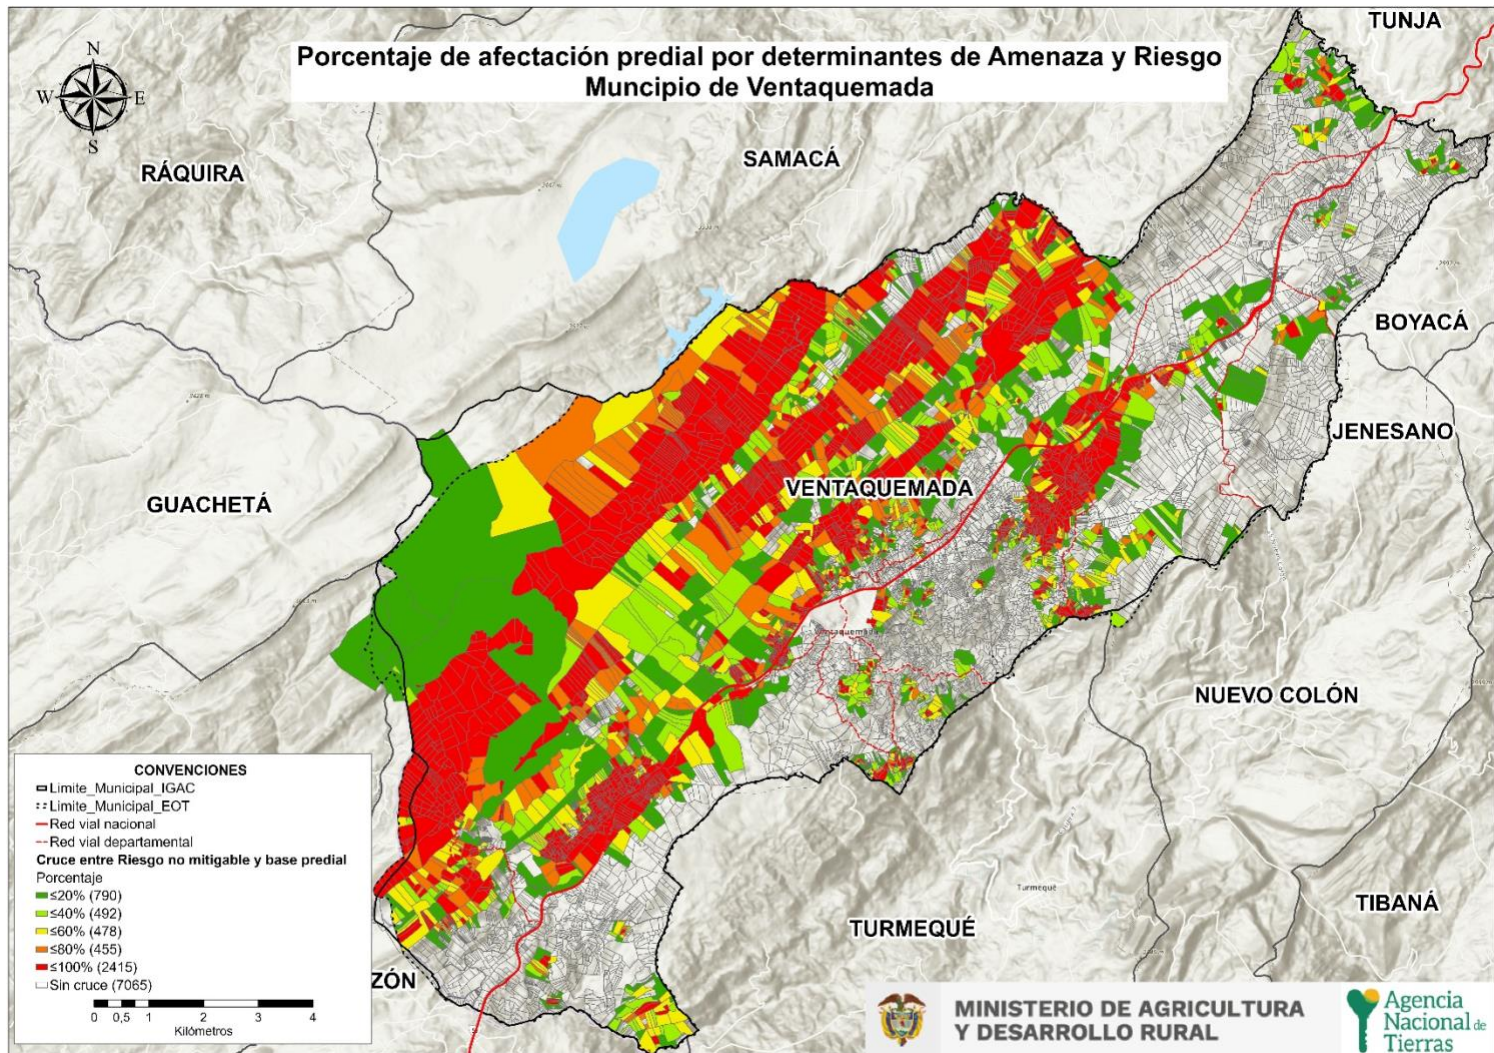 TUNJA
Porcentaje de afectación predial por determinantes de Amenaza y Riesgo
Muncipio de Ventaquemada
N
W E
S
RÁQUIRA
SAMACÁ
BOYACÁ
JENESANO
GUACHETÁ
VENTAQUEMADA
Ventaquemada
NUEVO COLÓN
TIBANÁ
Turmequé
TURMEQUÉ
ZÓN
CONVENCIONES
Limite_Municipal_IGAC
Limite_Municipal_EOT
Red vial nacional
Red vial departamental
Cruce entre Riesgo no mitigable y base predial
Porcentaje
≤20% (790)
≤40% (492)
≤60% (478)
≤80% (455)
≤100% (2415)
Sin cruce (7065)
0 0,5 1 2 3 4
Kilómetros
MINISTERIO DE AGRICULTURA
Y DESARROLLO RURAL
Agencia
Nacional de
Tierras